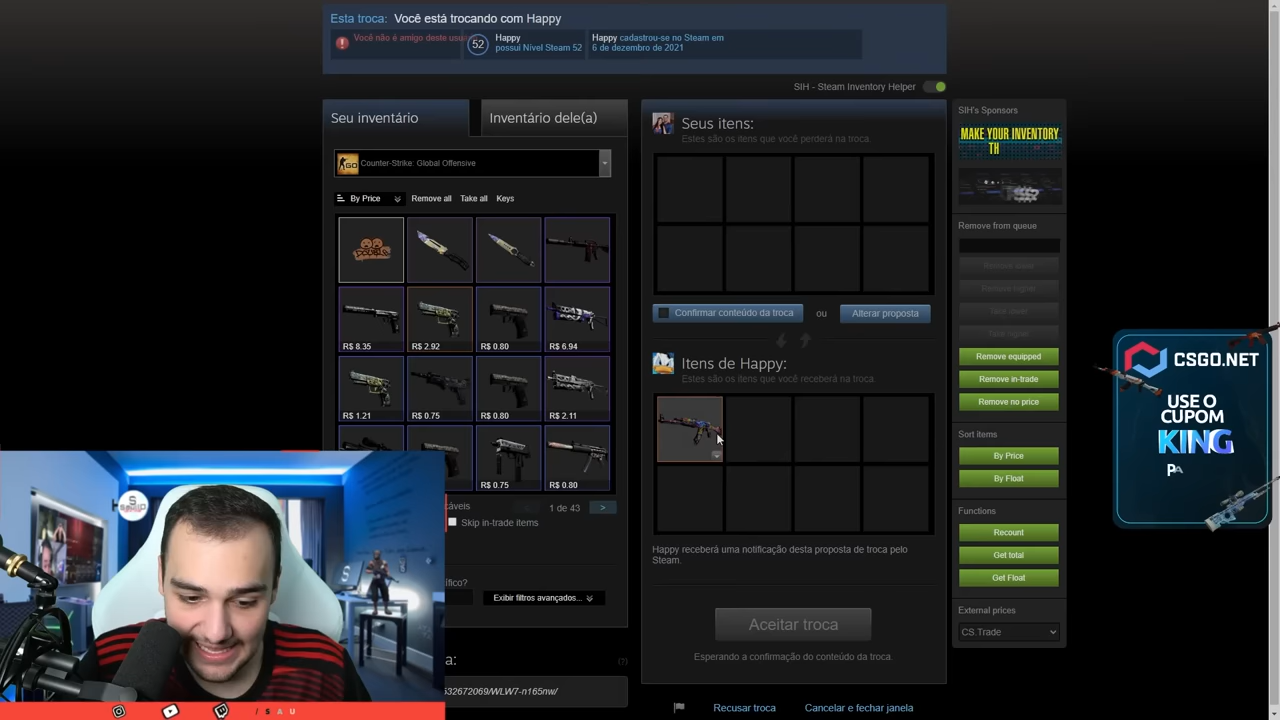 Esta troca: Você está trocando com Happy
Você não é amigo deste
52
Happy
possui Nível Steam 52
Happy cadastrou-se no Steam em
6 de dezembro de 2021
SIH - Steam Inventory Helper
Seu inventário
Inventário dele(a)
Counter-Strike: Global Offensive
By Price
Remove all
Take all
Keys
R$ 8.35
R$ 2.92
R$ 0.80
R$ 6.94
R$ 1.21
R$ 0.75
R$ 0.80
R$ 2.11
R$ 0.75
R$ 0.80
1 de 43
>
Skip in-trade items
Exibir filtros avançados...
(7)
532672069/WLW7-n165nw/
Seus itens:
Estes são os itens que você perderá na troca.
Confirmar conteúdo da troca
ou
Alterar proposta
Itens de Happy:
Estes são os itens que você receberá na troca.
Happy receberá uma notificação desta proposta de troca pelo
Steam.
Aceitar troca
Esperando a confirmação do conteúdo da troca.
Recusar troca
Cancelar e fechar janela
SIH's Sponsors
MAKE YOUR INVENTORY
TH
Remove from queue
Remove equipped
Remove in-trade
Remove no price
Sort items
By Price
By Float
Functions
Recount
Get total
Get Float
External prices
CS.Trade
CSGO.NET
USE O
CUPOM
KING
PA
/ S A U